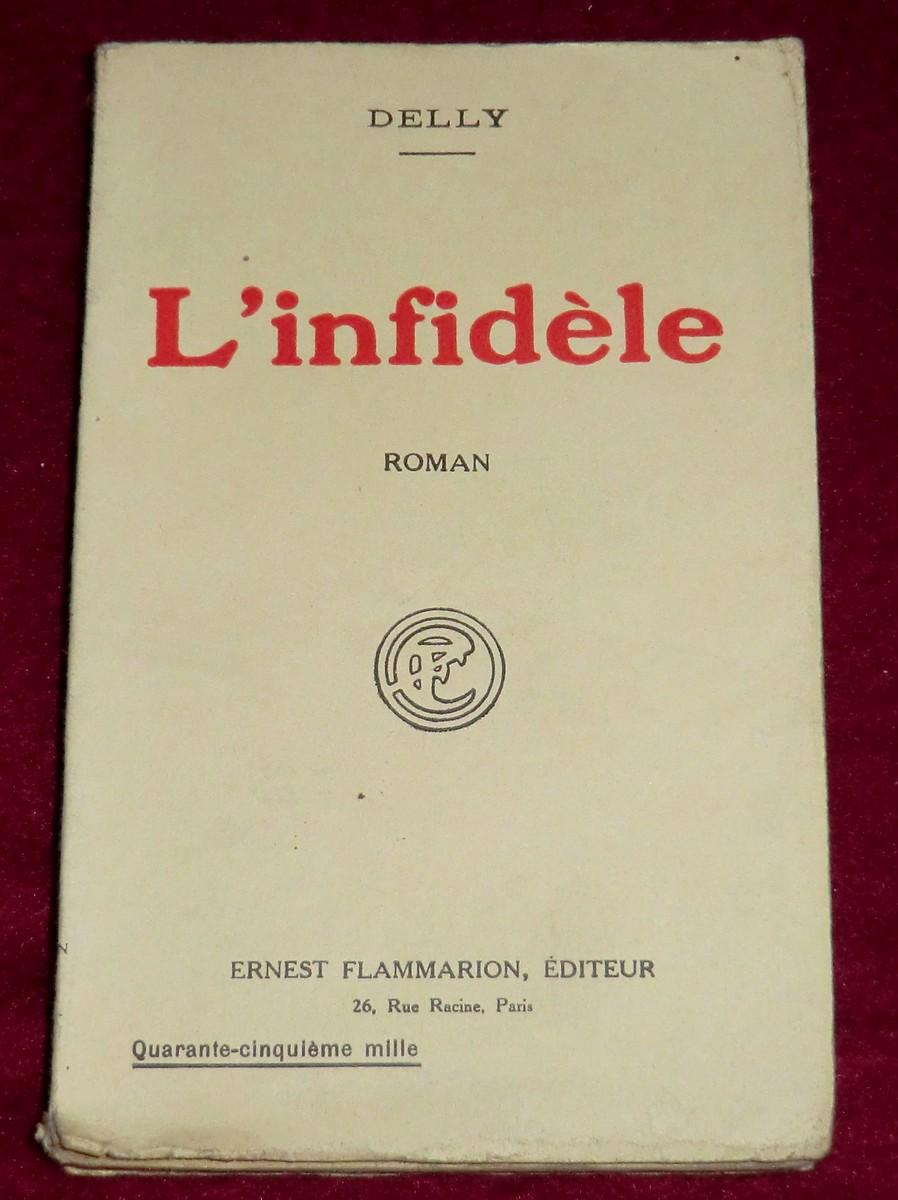 DELLY
L'infidèle
ROMAN
ERNEST FLAMMARION, ÉDITEUR
26, Rue Racine, Paris
Quarante-cinquième mille